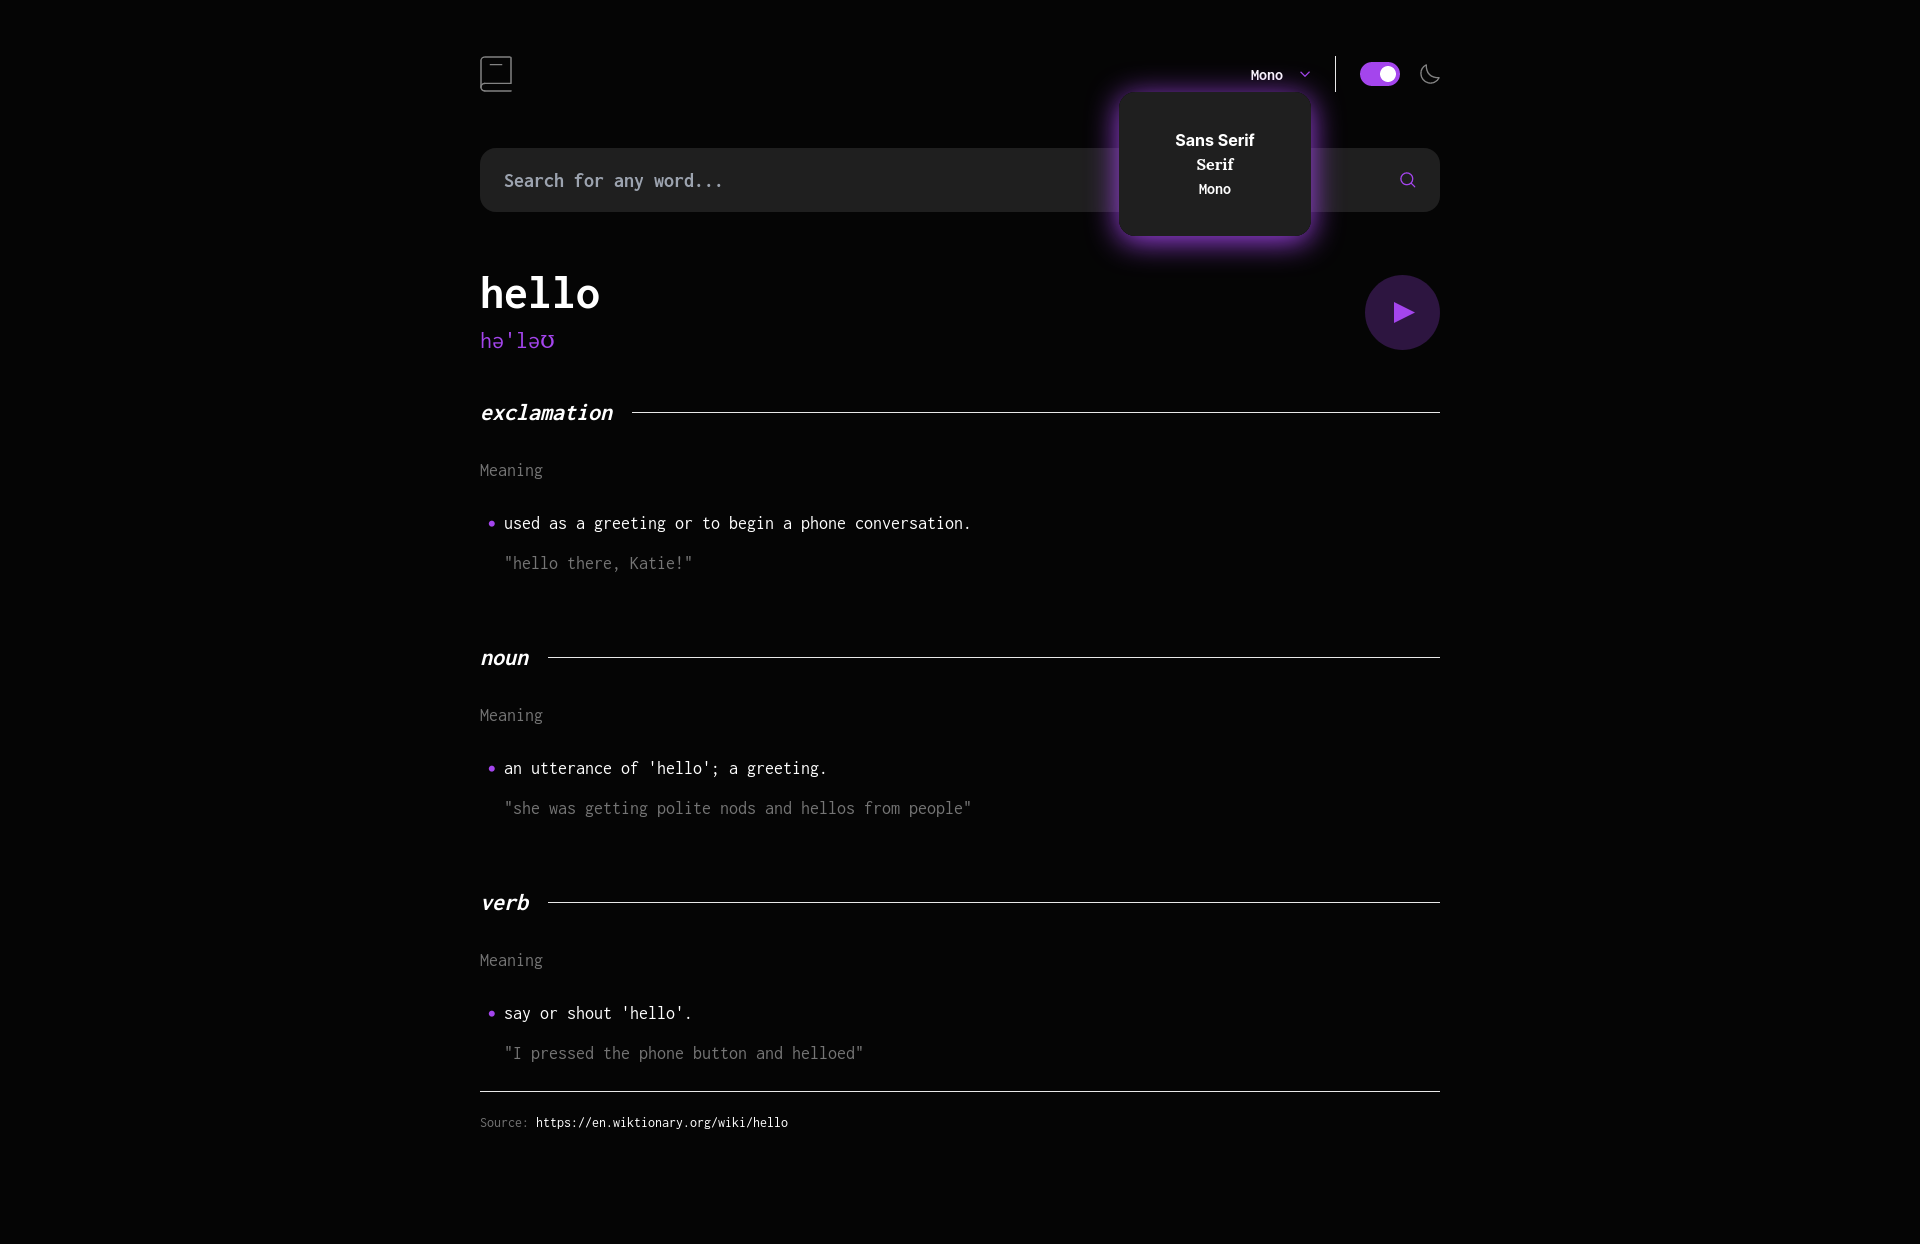 Mono
Sans Serif
Serif
Mono
Search for any word...
hello
hə'ləʊ
exclamation
Meaning
used as a greeting or to begin a phone conversation.
"hello there, Katie!"
noun
Meaning
an utterance of 'hello'; a greeting.
"she was getting polite nods and hellos from people"
verb
Meaning
say or shout 'hello'.
"I pressed the phone button and helloed"
Source: https://en.wiktionary.org/wiki/hello